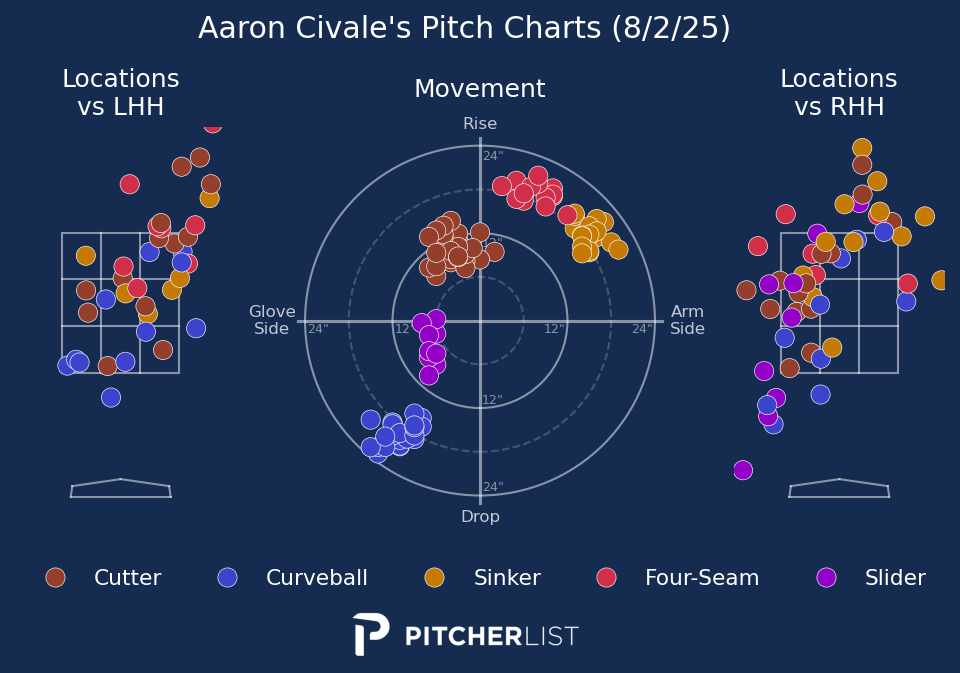 Aaron Civale's Pitch Charts (8/2/25)
Locations
vs LHH
Movement
Locations
vs RHH
Rise
24"
12"
Glove
Side
24"
12"
12"
24"
Arm
Side
12"
24"
Drop
Cutter
Curveball
Sinker
Four-Seam
Slider
PITCHERLIST